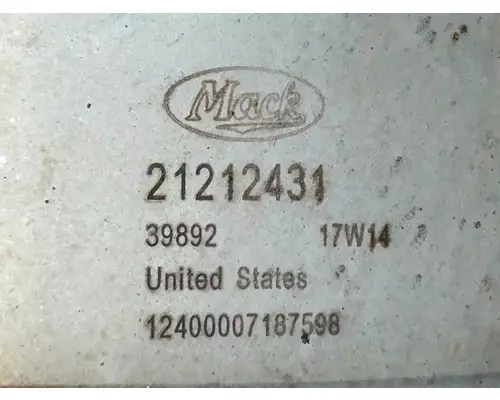 Mack
21212431
39892 17W14
United States
12400007187598